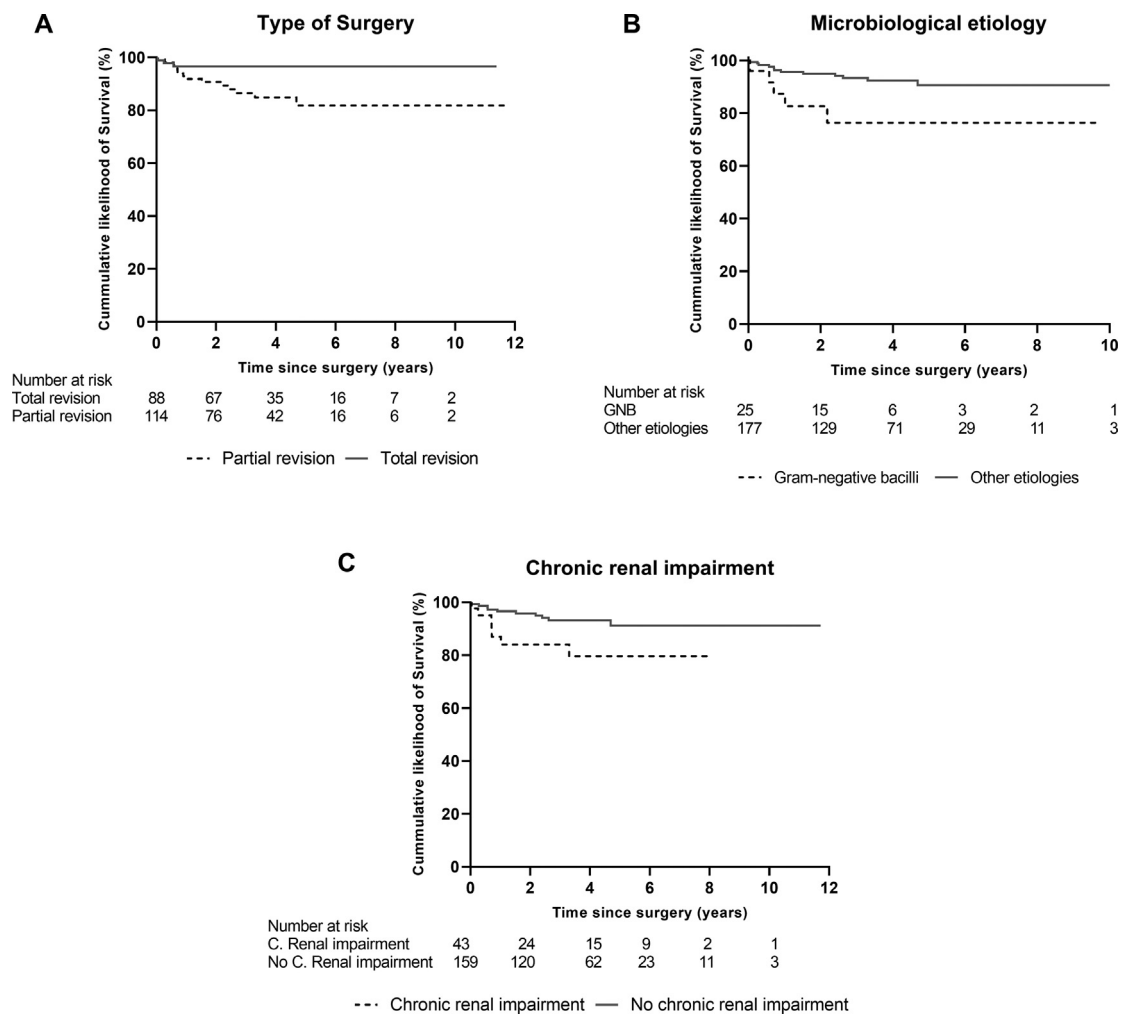 A
Type of Surgery
Cummulative likelihood of Survival (%)
100
80
60
40
20
0
0 2 4 6 8 10 12
Time since surgery (years)
Number at risk
Total revision 88 67 35 16 7 2
Partial revision 114 76 42 16 6 2
Partial revision Total revision
B
Microbiological etiology
Cummulative likelihood of Survival (%)
100
80
60
40
20
0
0 2 4 6 8 10
Time since surgery (years)
Number at risk
GNB 25 15 6 3 2 1
Other etiologies 177 129 71 29 11 3
Gram-negative bacilli Other etiologies
C
Chronic renal impairment
Cummulative likelihood of Survival (%)
100
80
60
40
20
0
0 2 4 6 8 10 12
Time since surgery (years)
Number at risk
C. Renal impairment 43 24 15 9 2 1
No C. Renal impairment 159 120 62 23 11 3
Chronic renal impairment No chronic renal impairment